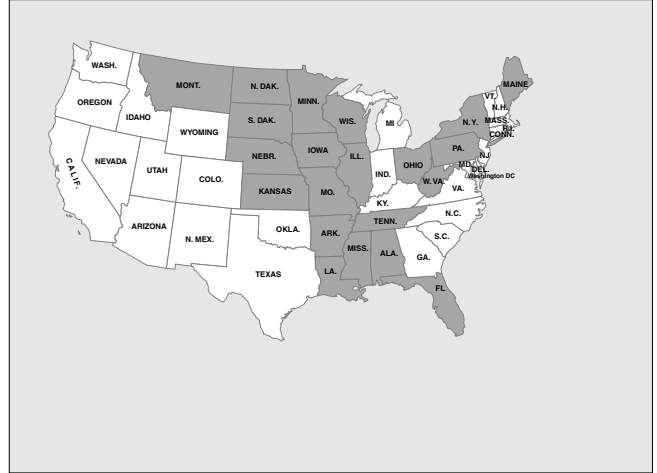 WASH.
MONT.
N. DAK.
MINN.
MAINE
VT.
N.H.
OREGON
IDAHO
S. DAK.
WIS.
MI
N.Y.
MASS.
R.I.
CONN.
WYOMING
NEBR.
IOWA
ILL.
IND.
OHIO
PA.
NJ
MD.
DEL.
Washington DC
NEVADA
UTAH
COLO.
KANSAS
MO.
KY.
W.VA.
VA.
CALIF.
ARIZONA
N. MEX.
OKLA.
ARK.
TENN.
N.C.
S.C.
TEXAS
LA.
MISS.
ALA.
GA.
FL